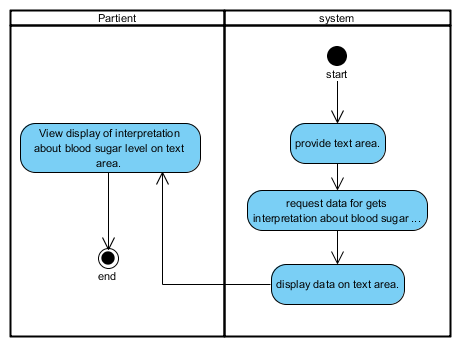 Partient
system
start
provide text area.
View display of interpretation
about blood sugar level on text
area.
request data for gets
interpretation about blood sugar ...
end
display data on text area.